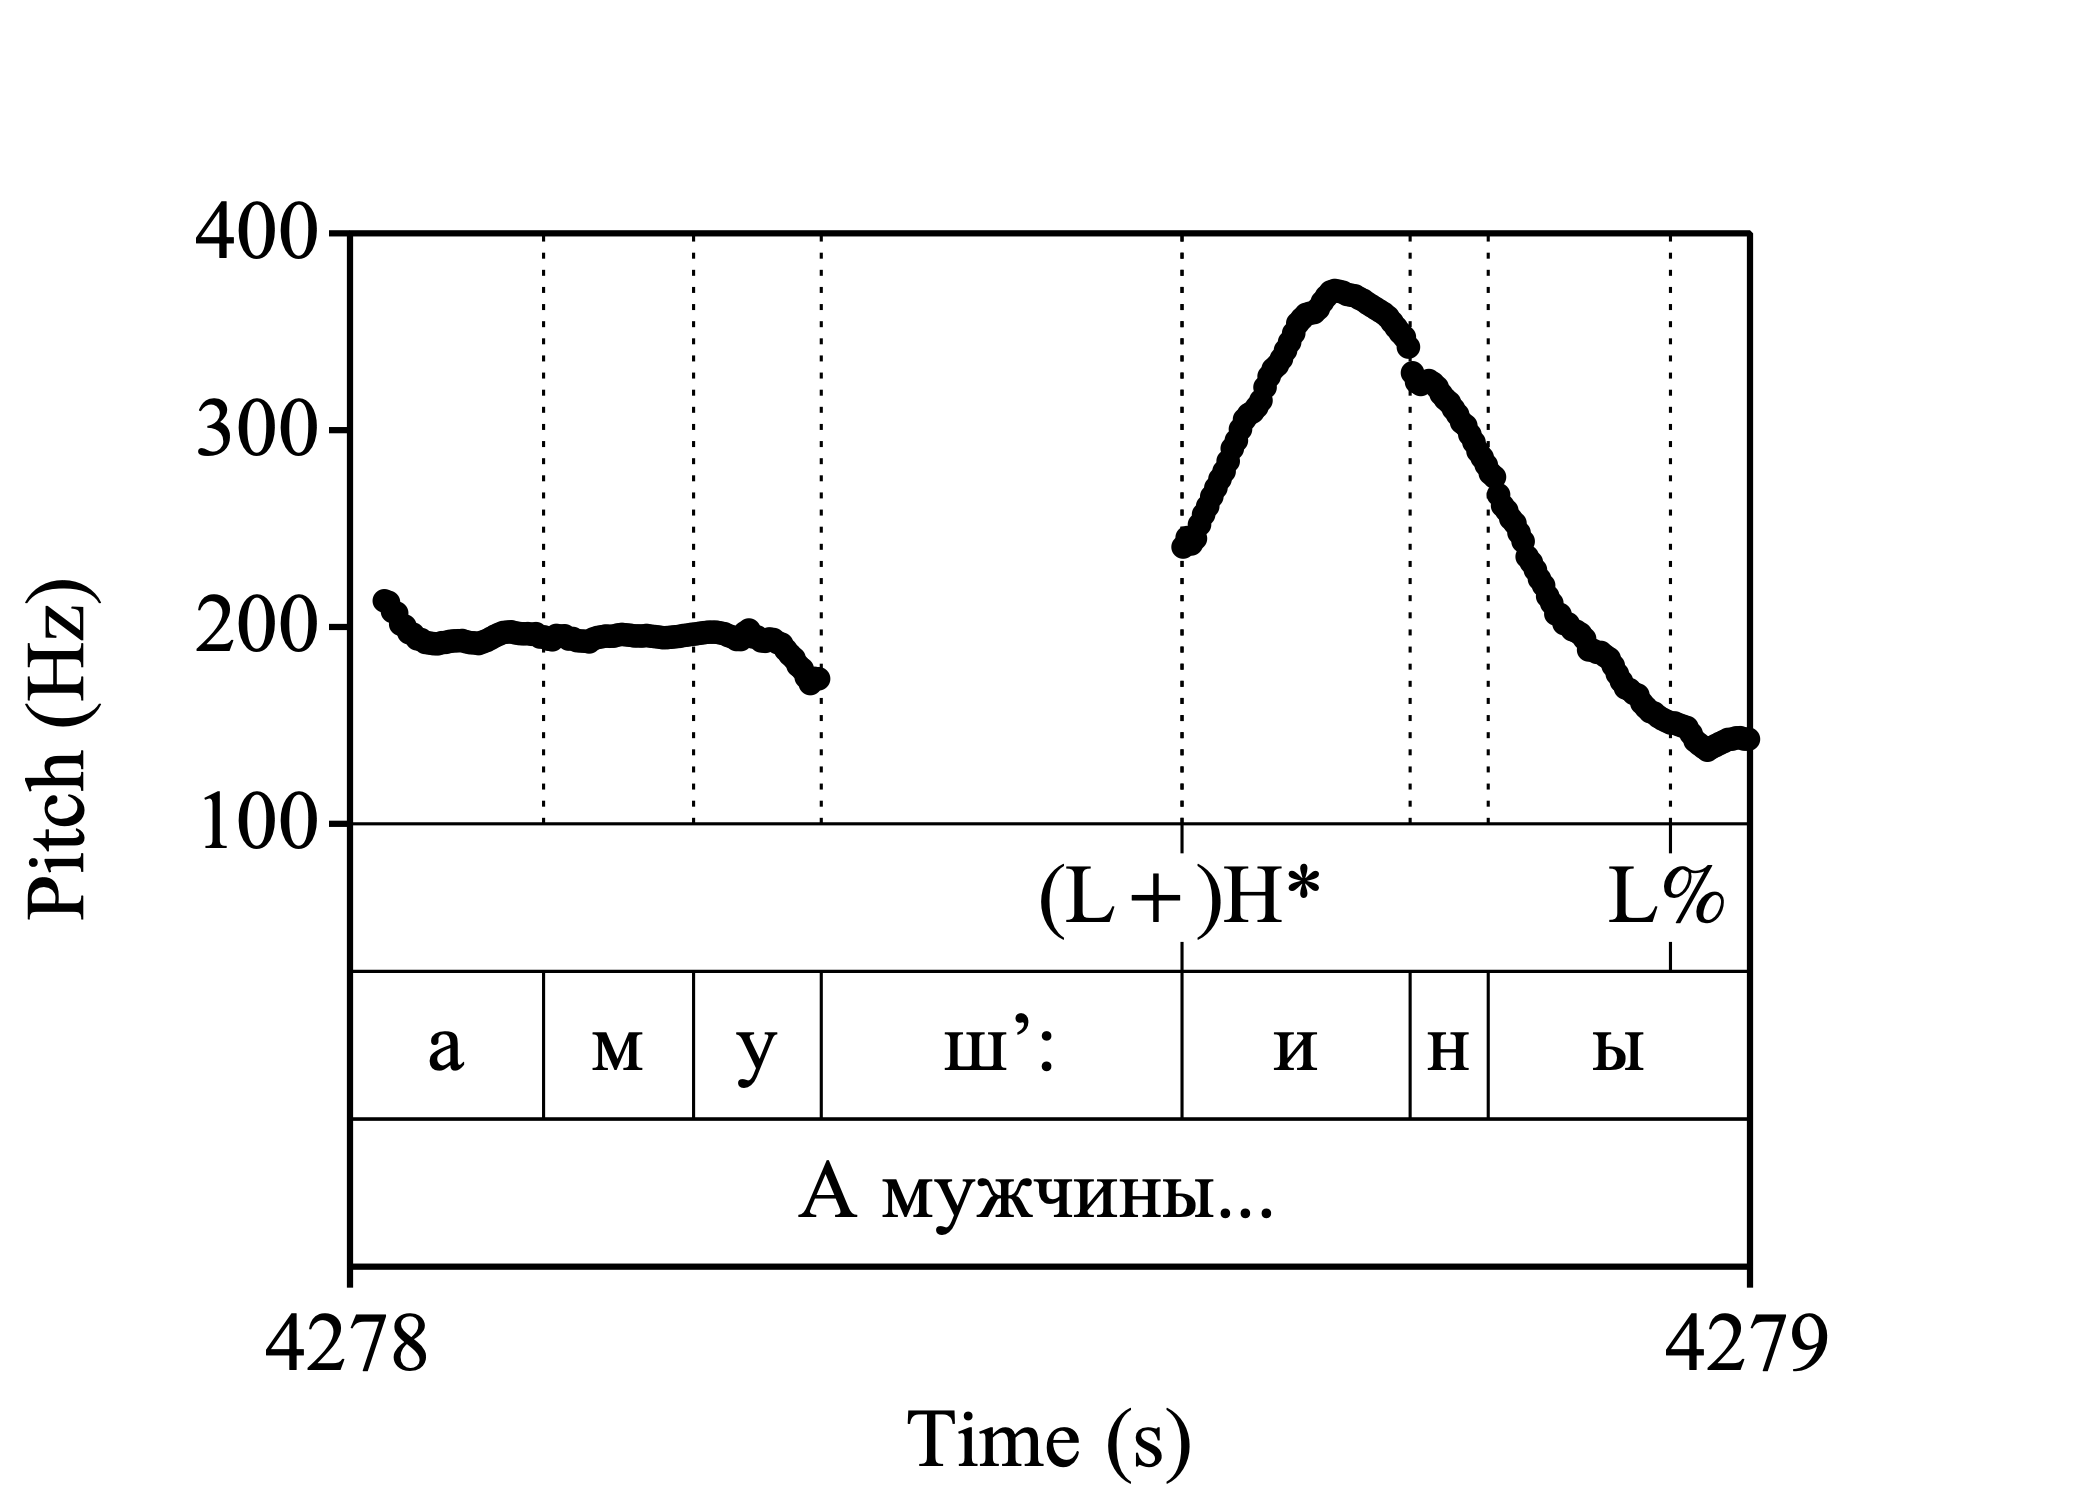 400
300
200
100
Pitch (Hz)
(L+)H* L%
а м у ш’: и н ы
А мужчины...
4278 4279
Time (s)